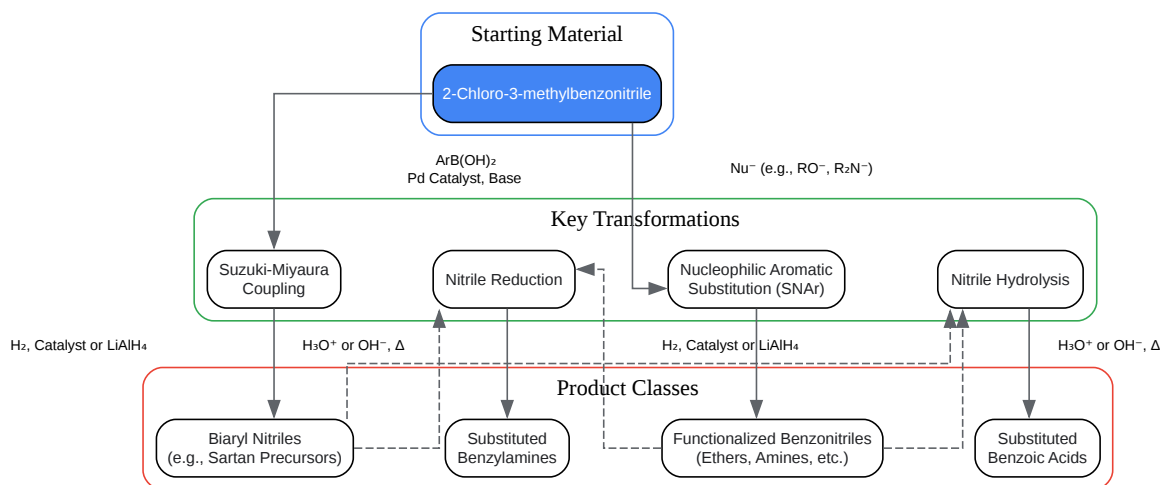 Starting Material
2-Chloro-3-methylbenzonitrile
ArB(OH)₂
Pd Catalyst, Base
Nu⁻ (e.g., RO⁻, R₂N⁻)
Key Transformations
Suzuki-Miyaura
Coupling
Nitrile Reduction
Nucleophilic Aromatic
Substitution (SNAr)
Nitrile Hydrolysis
H₂, Catalyst or LiAlH₄
H₃O⁺ or OH⁻, Δ
H₂, Catalyst or LiAlH₄
H₃O⁺ or OH⁻, Δ
Product Classes
Biaryl Nitriles
(e.g., Sartan Precursors)
Substituted
Benzylamines
Functionalized Benzonitriles
(Ethers, Amines, etc.)
Substituted
Benzoic Acids